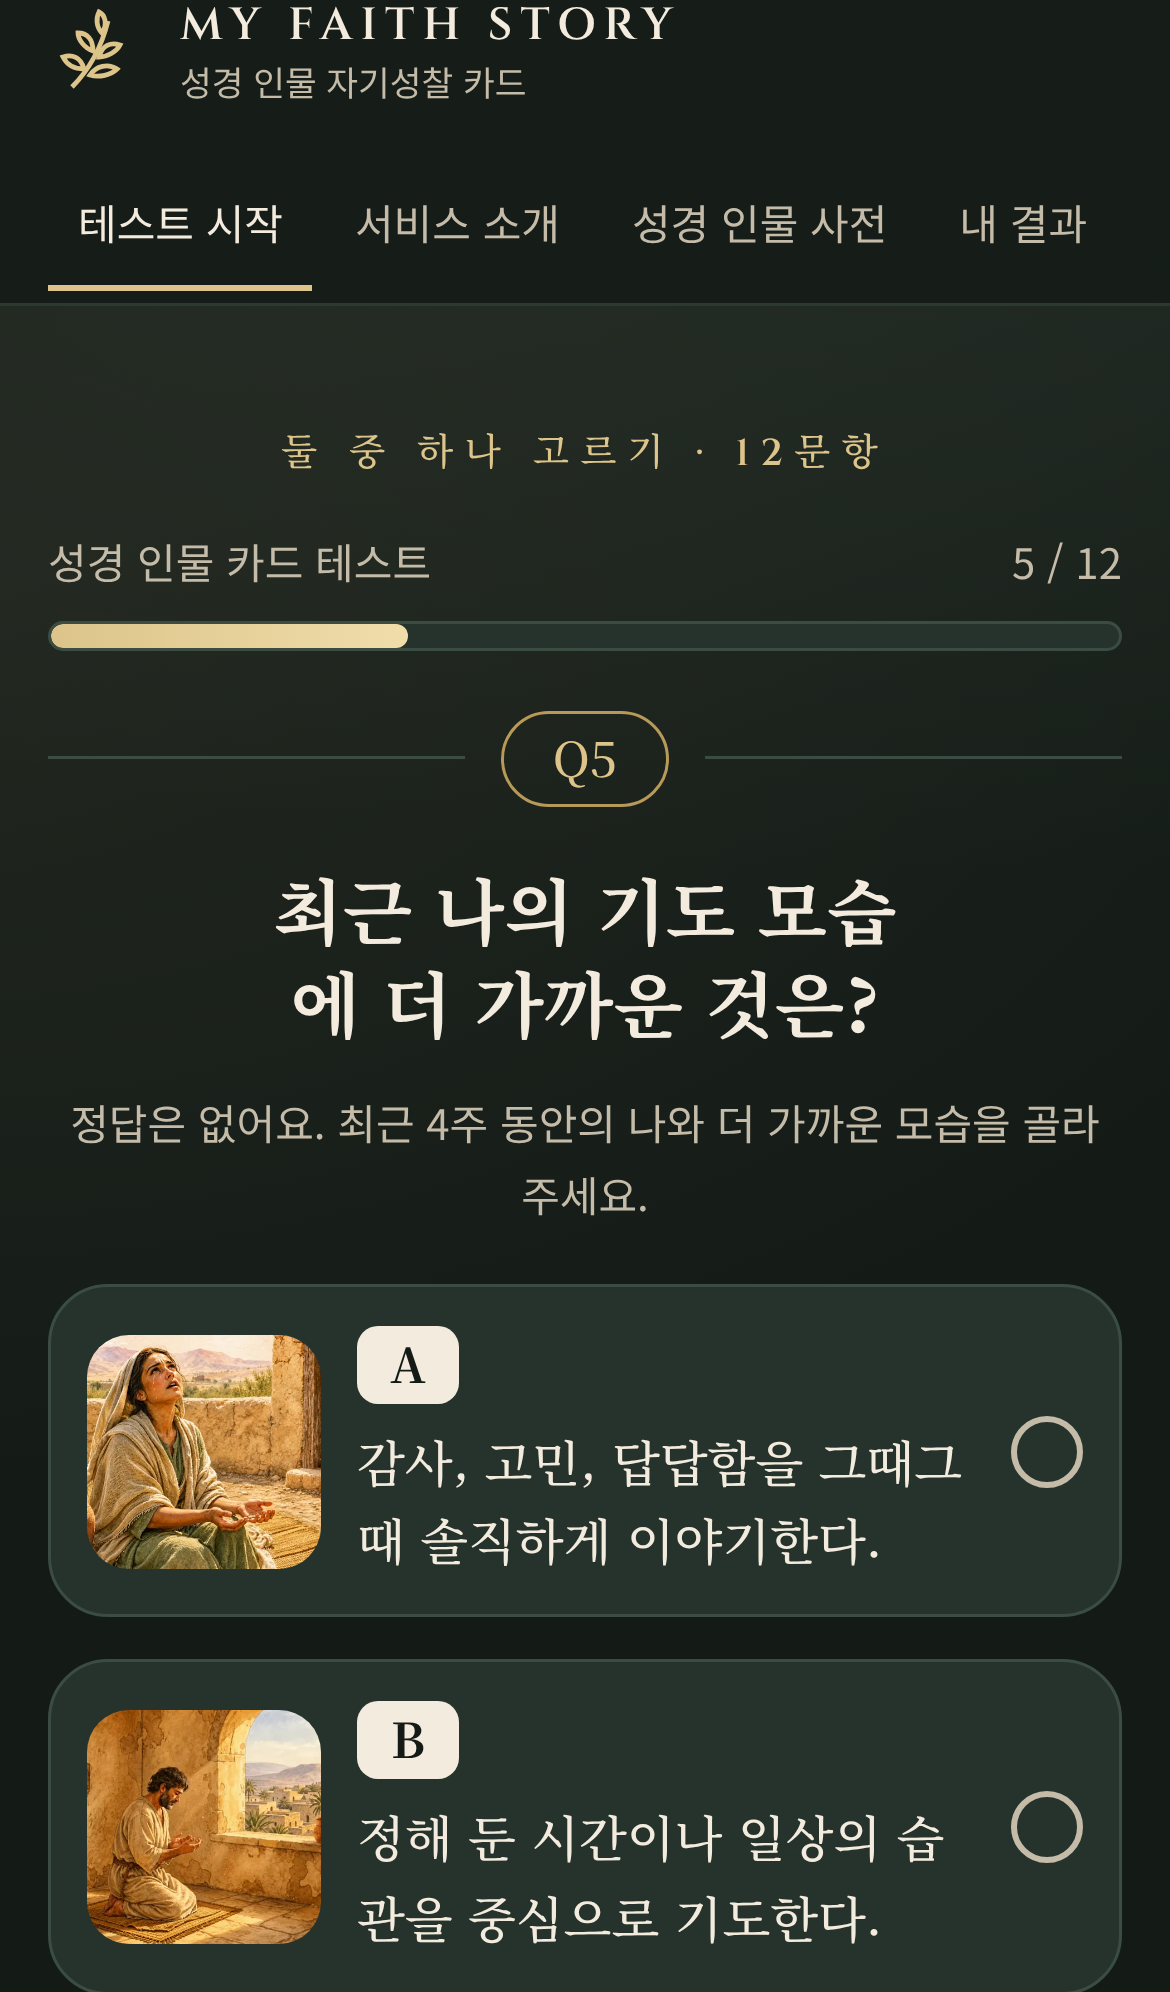 MY FAITH STORY
성경 인물 자기성찰 카드
테스트 시작 서비스 소개 성경 인물 사전 내 결과
둘 중 하나 고르기 · 12문항
성경 인물 카드 테스트 5 / 12
Q5
최근 나의 기도 모습
에 더 가까운 것은?
정답은 없어요. 최근 4주 동안의 나와 더 가까운 모습을 골라
주세요.
A
감사, 고민, 답답함을 그때그
때 솔직하게 이야기한다.
B
정해 둔 시간이나 일상의 습
관을 중심으로 기도한다.